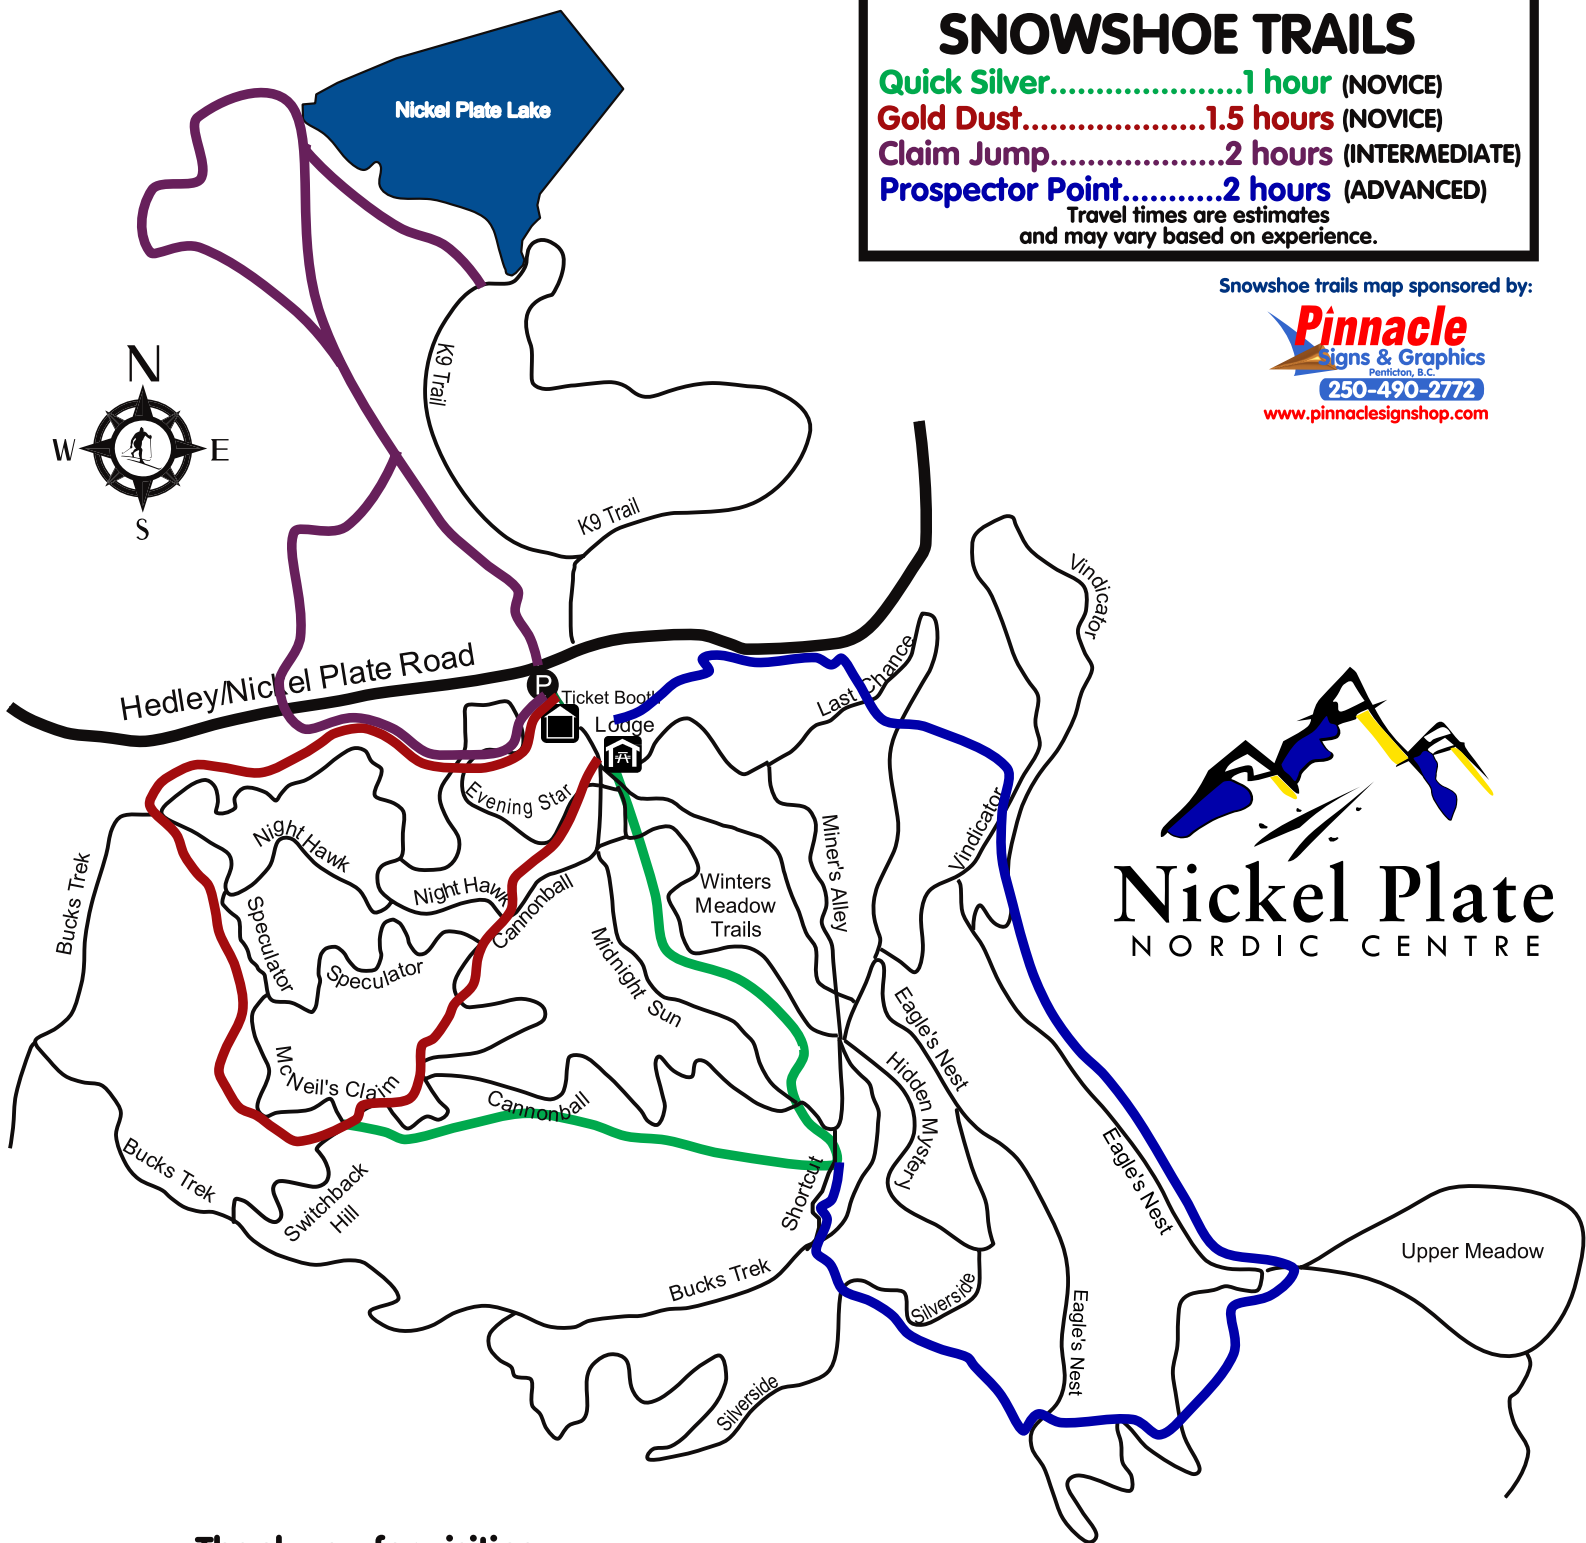 SNOWSHOE TRAILS
Quick Silver.....................1 hour (NOVICE)
Gold Dust....................1.5 hours (NOVICE)
Claim Jump...................2 hours (INTERMEDIATE)
Prospector Point...........2 hours (ADVANCED)
Travel times are estimates
and may vary based on experience.
Snowshoe trails map sponsored by:
Pinnacle
Signs & Graphics
Penticton, B.C.
250-490-2772
www.pinnaclesignshop.com
Nickel Plate Lake
N
W
E
S
K9 Trail
K9 Trail
Vindicator
Hedley/Nickel Plate Road
P
Ticket Booth
Lodge
Last Chance
Evening Star
Night Hawk
Night Hawk
Bucks Trek
Speculator
Speculator
Cannonball
Midnight Sun
Winters
Meadow
Trails
Miner's Alley
Vindicator
Nickel Plate
NORDIC CENTRE
Eagle's Nest
Hidden Mystery
McNeil's Claim
Cannonball
Bucks Trek
Switchback
Hill
Shortcut
Eagle's Nest
Upper Meadow
Bucks Trek
Silverside
Eagle's Nest
Silverside